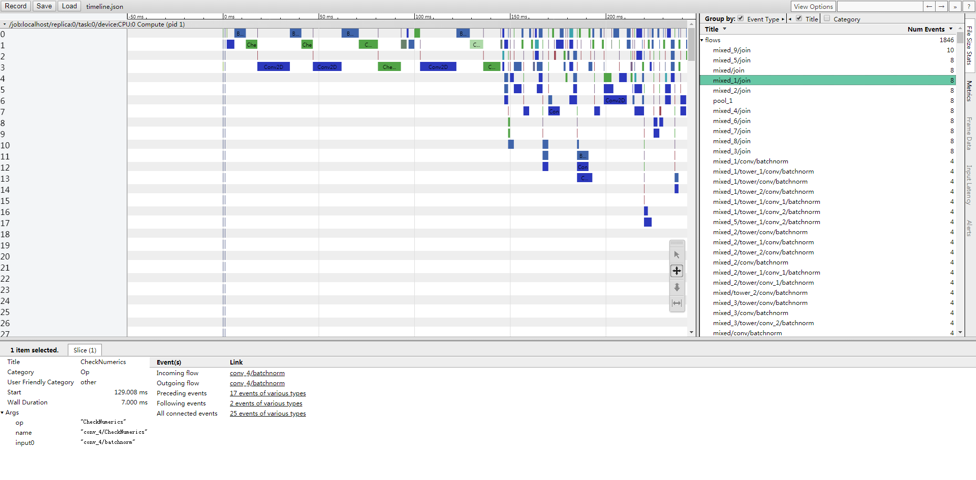 Record Save Load timeline.json View Options ← → » ?
-50 ms 0 ms 50 ms 100 ms 150 ms 200 ms
/job:localhost/replica:0/task:0/device:CPU:0 Compute (pid 1)
0
1
2
3
4
5
6
7
8
9
10
11
12
13
14
15
16
17
18
19
20
21
22
23
24
25
26
27
B...
B...
B...
B...
Che
Che
C...
C...
Conv2D
Conv2D
Che...
Conv2D
C...
Conv2D
B...
C...
Group by: Event Type Title Category
Title Num Events
flows 1846
mixed_9/join 10
mixed_5/join 8
mixed/join 8
mixed_1/join 8
mixed_2/join 8
pool_1 8
mixed_4/join 8
mixed_6/join 8
mixed_7/join 8
mixed_8/join 8
mixed_3/join 8
mixed_1/conv/batchnorm 4
mixed_1/tower/conv/batchnorm 4
mixed_1/tower_1/conv/batchnorm 4
mixed_1/tower_2/conv/batchnorm 4
mixed_1/tower_1/conv_1/batchnorm 4
mixed_1/tower_1/conv_2/batchnorm 4
mixed_5/tower_1/conv_2/batchnorm 4
mixed_2/tower/conv/batchnorm 4
mixed_2/tower_1/conv/batchnorm 4
mixed_2/tower_2/conv/batchnorm 4
mixed_2/conv/batchnorm 4
mixed_2/tower_1/conv_1/batchnorm 4
mixed_2/tower/conv_1/batchnorm 4
mixed/tower_2/conv/batchnorm 4
mixed_3/tower/conv/batchnorm 4
mixed_3/conv/batchnorm 4
mixed_3/tower/conv_2/batchnorm 4
mixed/conv/batchnorm 4
File Size Stats
Metrics
Frame Data
Input Latency
Alerts
1 item selected. Slice (1)
Title CheckNumerics
Category Op
User Friendly Category other
Start 129.008 ms
Wall Duration 7.000 ms
Args
op "CheckNumerics"
name "conv_4/CheckNumerics"
input0 "conv_4/batchnorm"
Event(s) Link
Incoming flow conv_4/batchnorm
Outgoing flow conv_4/batchnorm
Preceding events 17 events of various types
Following events 2 events of various types
All connected events 25 events of various types